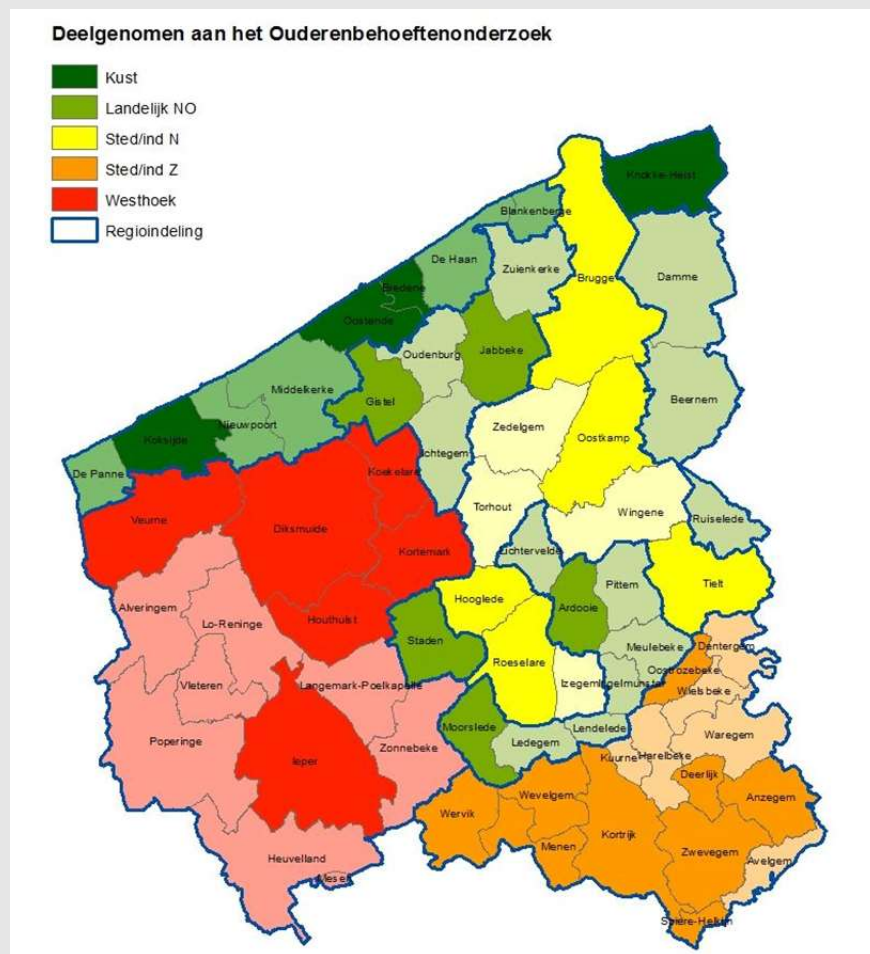 Deelgenomen aan het Ouderenbehoeftenonderzoek
Kust
Landelijk NO
Sted/ind N
Sted/ind Z
Westhoek
Regioindeling
Knokke-Heist
Blankenberge
De Haan
Zuienkerke
Brugge
Damme
Bredene
Oostende
Oudenburg
Jabbeke
Middelkerke
Gistel
Beernem
Nieuwpoort
Koksijde
Zedelgem
Oostkamp
De Panne
Koekelare
Ichtegem
Veurne
Diksmuide
Torhout
Wingene
Ruiselede
Kortemark
Lichtervelde
Pittem
Tielt
Alveringem
Lo-Reninge
Houthulst
Hooglede
Ardooie
Staden
Meulebeke
Dentergem
Roeselare
Oostrozebeke
Vleteren
Langemark-Poelkapelle
Izegem
Ingelmunster
Wielsbeke
Poperinge
Zonnebeke
Moorslede
Ledegem
Lendelede
Waregem
Ieper
Kuurne
Harelbeke
Deerlijk
Anzegem
Wevelgem
Wervik
Kortrijk
Menen
Zwevegem
Avelgem
Heuvelland
Mesen
Spiere-Helkijn